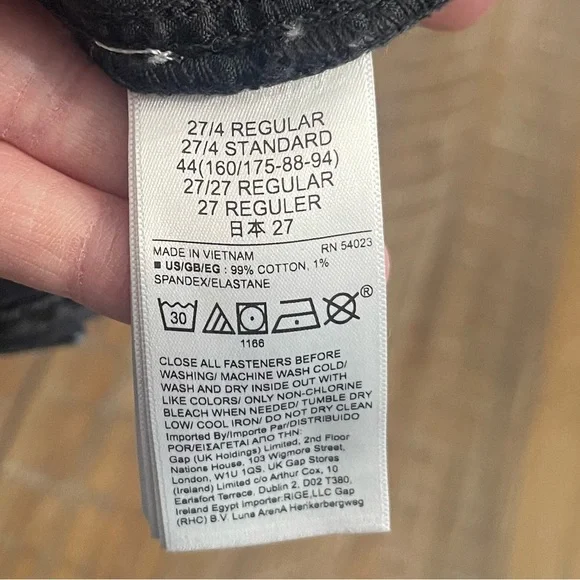 27/4 REGULAR
27/4 STANDARD
44(160/175-88-94)
27/27 REGULAR
27 REGULER
日本 27
MADE IN VIETNAM RN 54023
■ US/GB/EG : 99% COTTON. 1%
SPANDEX/ELASTANE
30 ®
1166
CLOSE ALL FASTENERS BEFORE
WASHING/ MACHINE WASH COLD/
WASH AND DRY INSIDE OUT WITH
LIKE COLORS/ ONLY NON-CHLORINE
BLEACH WHEN NEEDED/ TUMBLE DRY
LOW/ COOL IRON/ DO NOT DRY CLEAN
Imported By/Importe Par/DISTRIBUIDO
POR/ΕΙΣΑΓΕΤΑΙ ΑΠΟ ΤΗΝ:
Gap (UK Holdings) Limited, 2nd Floor
Nations House, 103 Wigmore Street,
London, W1U 1QS. UK Gap Stores
(Ireland) Limited c/o Arthur Cox, 10
Earlsfort Terrace, Dublin 2, D02 T380,
Ireland Egypt importer:RIGE,LLC Gap
(RHC) B.V. Luna ArenA Henkerbergweg